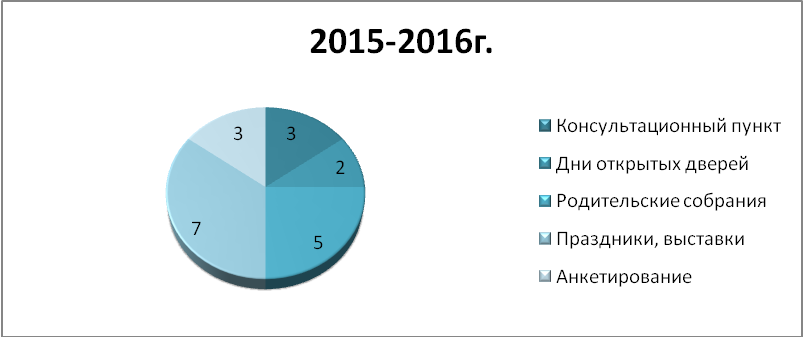 2015-2016г.
3
3
2
7
5
Консультационный пункт
Дни открытых дверей
Родительские собрания
Праздники, выставки
Анкетирование